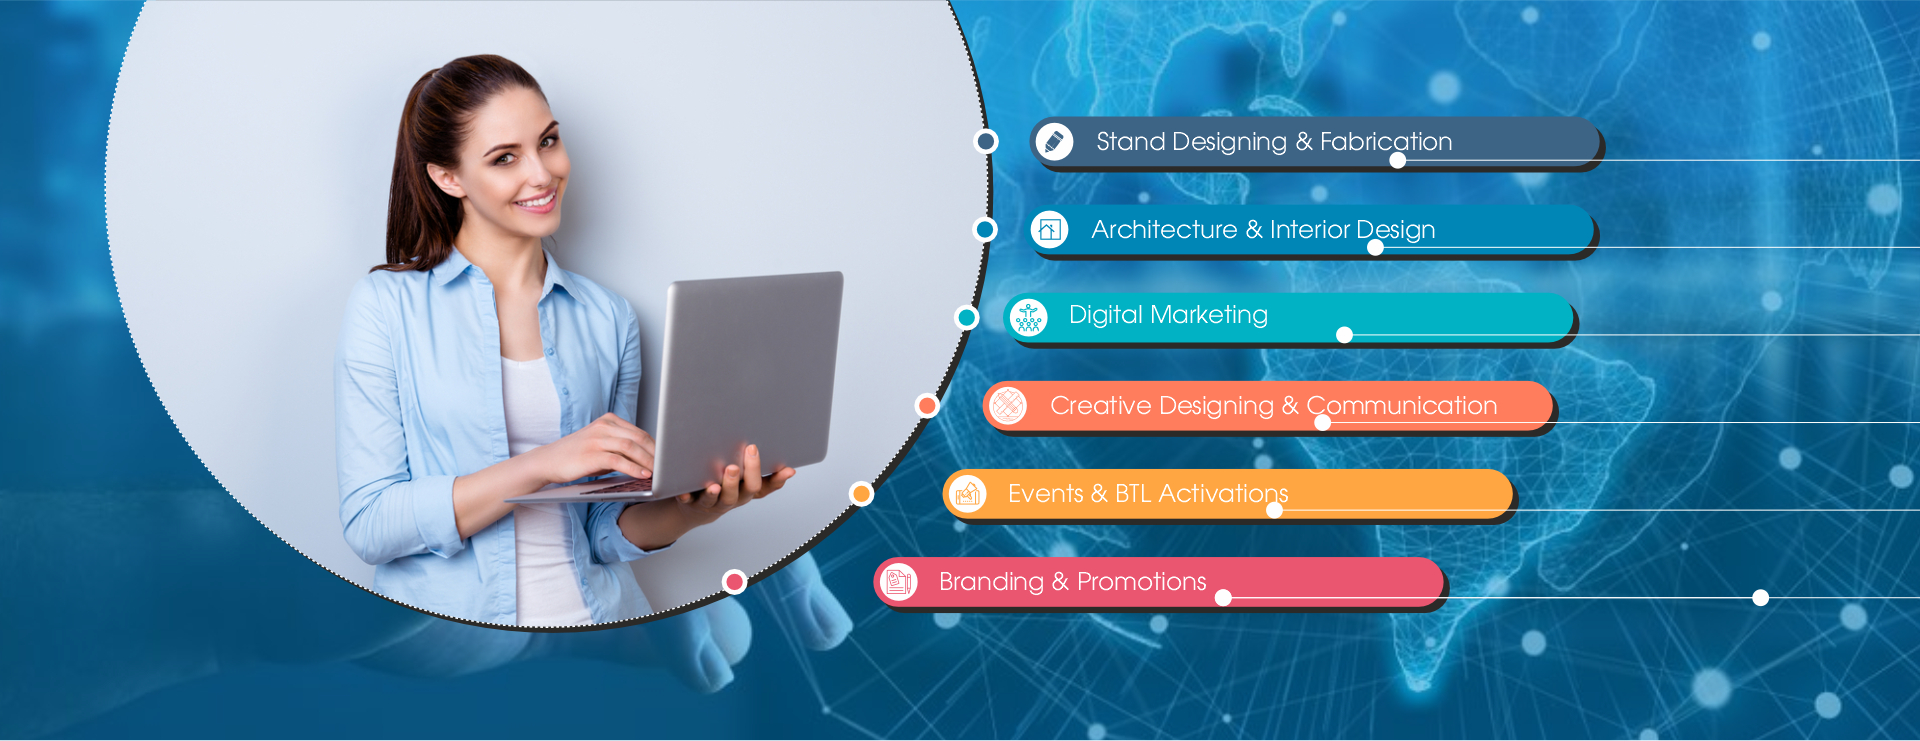 Stand Designing & Fabrication
Architecture & Interior Design
Digital Marketing
Creative Designing & Communication
Events & BTL Activations
Branding & Promotions